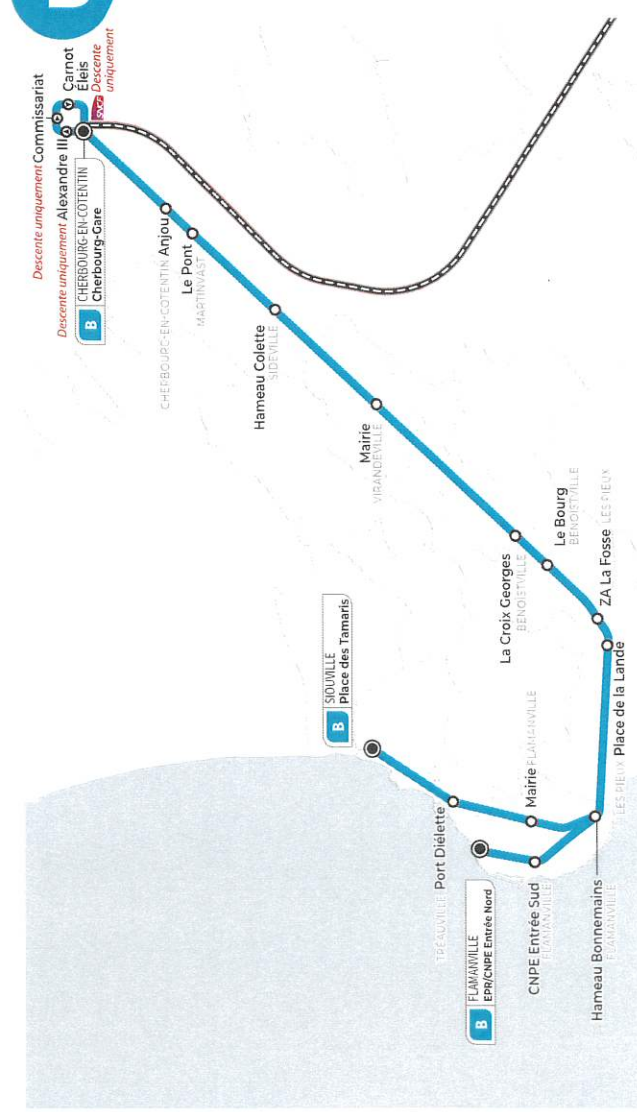 Descente uniquement Commissariat
Descente uniquement Alexandre III
Carnot
Éleis
SNCF Descente
uniquement
B CHERBOURG-EN-COTENTIN
Cherbourg-Gare
CHERBOURG-EN-COTENTIN Anjou
Le Pont
MARTINVAST
Hameau Colette
SIDEVILLE
Mairie
VIRANDEVILLE
La Croix Georges
BENOISTVILLE
Le Bourg
BENOISTVILLE
ZA La Fosse LES PIEUX
LES PIEUX Place de la Lande
Hameau Bonnemains
FLAMANVILLE
Mairie FLAMANVILLE
TRÉAUVILLE Port Diélette
B SIOUVILLE
Place des Tamaris
CNPE Entrée Sud
FLAMANVILLE
B FLAMANVILLE
EPR/CNPE Entrée Nord